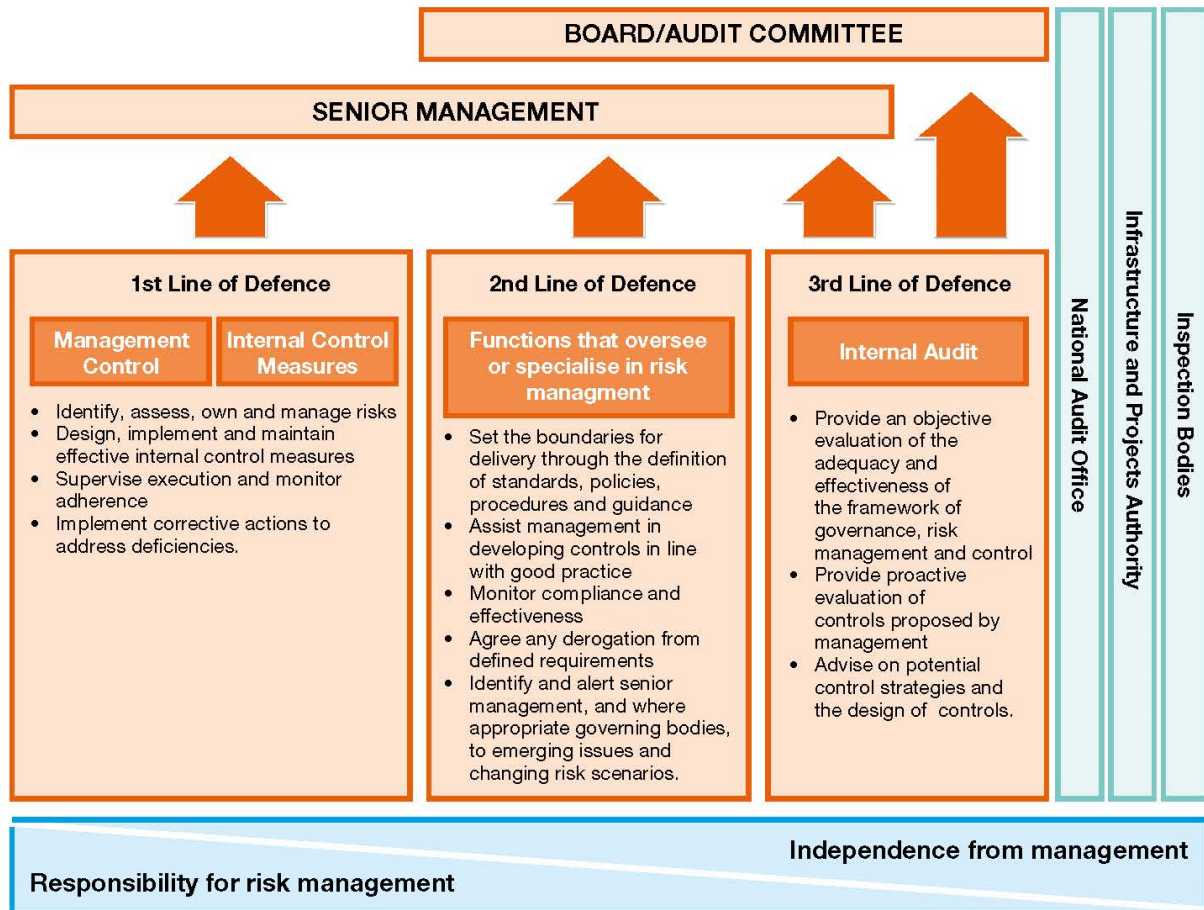 BOARD/AUDIT COMMITTEE
SENIOR MANAGEMENT
1st Line of Defence
Management
Control
Internal Control
Measures
• Identify, assess, own and manage risks
• Design, implement and maintain
effective internal control measures
• Supervise execution and monitor
adherence
• Implement corrective actions to
address deficiencies.
2nd Line of Defence
Functions that oversee
or specialise in risk
managment
• Set the boundaries for
delivery through the definition
of standards, policies,
procedures and guidance
• Assist management in
developing controls in line
with good practice
• Monitor compliance and
effectiveness
• Agree any derogation from
defined requirements
• Identify and alert senior
management, and where
appropriate governing bodies,
to emerging issues and
changing risk scenarios.
3rd Line of Defence
Internal Audit
• Provide an objective
evaluation of the
adequacy and
effectiveness of
the framework of
governance, risk
management and control
• Provide proactive
evaluation of
controls proposed by
management
• Advise on potential
control strategies and
the design of controls.
National Audit Office
Infrastructure and Projects Authority
Inspection Bodies
Independence from management
Responsibility for risk management